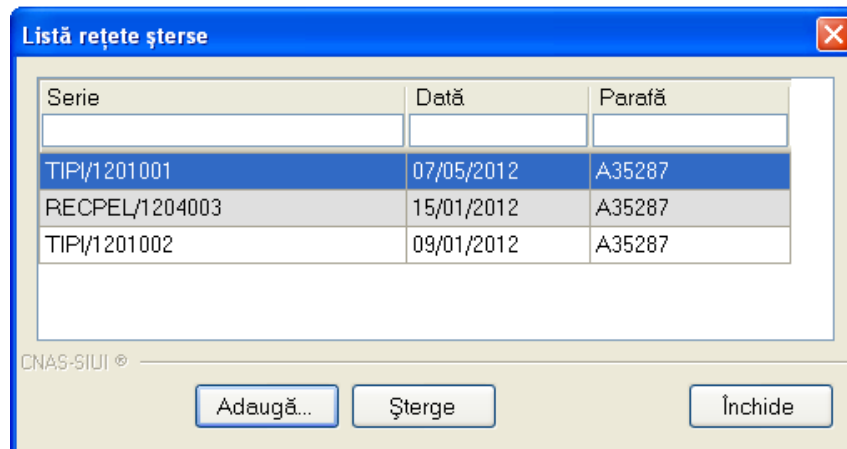 Listă rețete șterse
Serie Dată Parafă
TIPI/1201001 07/05/2012 A35287
RECPEL/1204003 15/01/2012 A35287
TIPI/1201002 09/01/2012 A35287
CNAS-SIUI ®
Adaugă... Şterge Închide